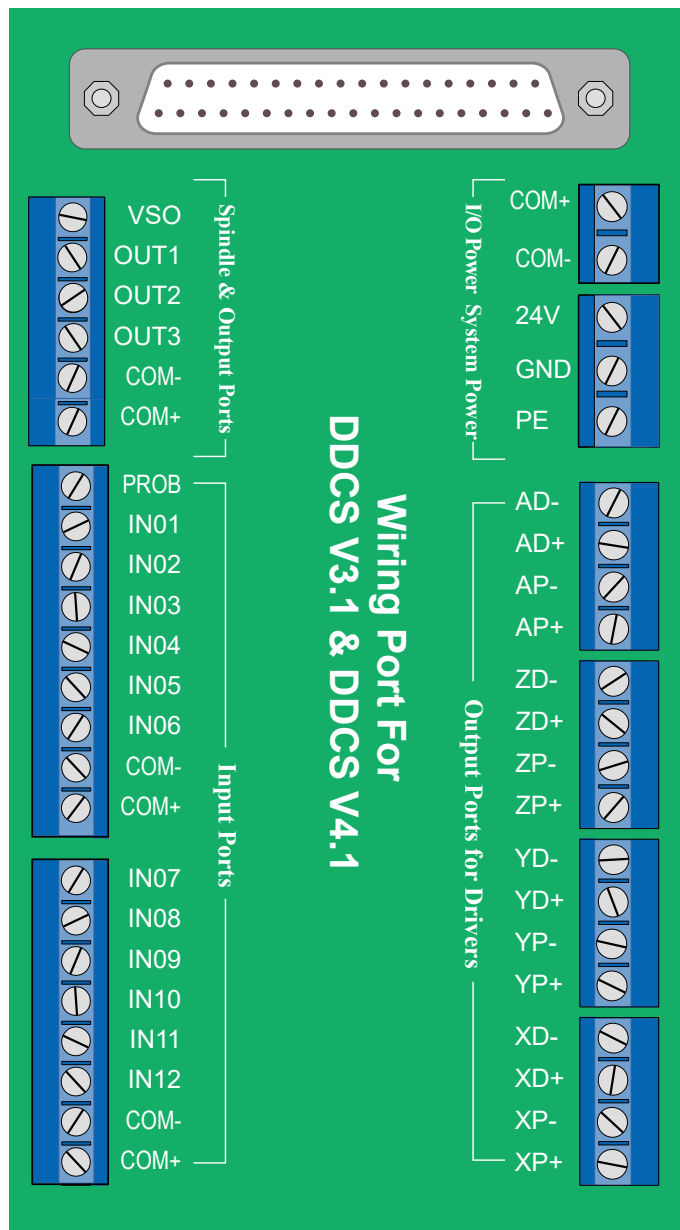 VSO
OUT1
OUT2
OUT3
COM-
COM+
Spindle & Output Ports
PROB
IN01
IN02
IN03
IN04
IN05
IN06
COM-
COM+
IN07
IN08
IN09
IN10
IN11
IN12
COM-
COM+
Input Ports
Wiring Port For
DDCS V3.1 & DDCS V4.1
COM+
COM-
24V
GND
PE
I/O Power System Power
AD-
AD+
AP-
AP+
ZD-
ZD+
ZP-
ZP+
YD-
YD+
YP-
YP+
XD-
XD+
XP-
XP+
Output Ports for Drivers